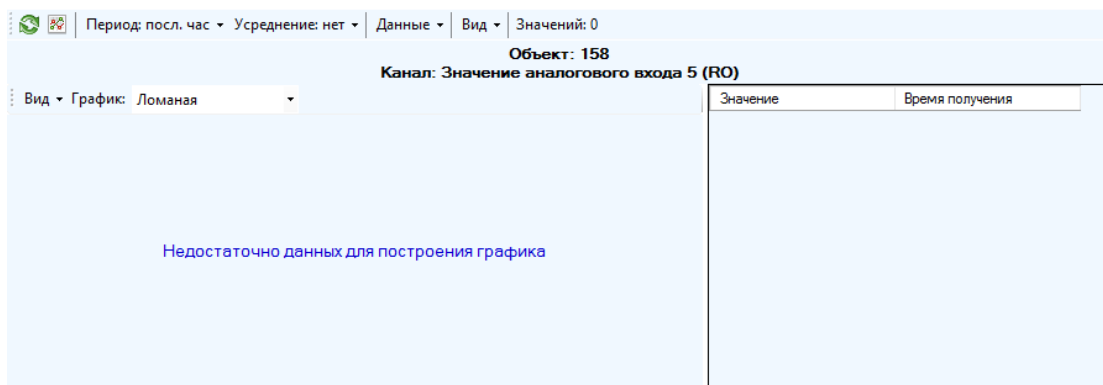 Период: посл. час Усреднение: нет Данные Вид Значений: 0
Объект: 158
Канал: Значение аналогового входа 5 (RO)
Вид График: Ломаная
Значение Время получения
Недостаточно данных для построения графика